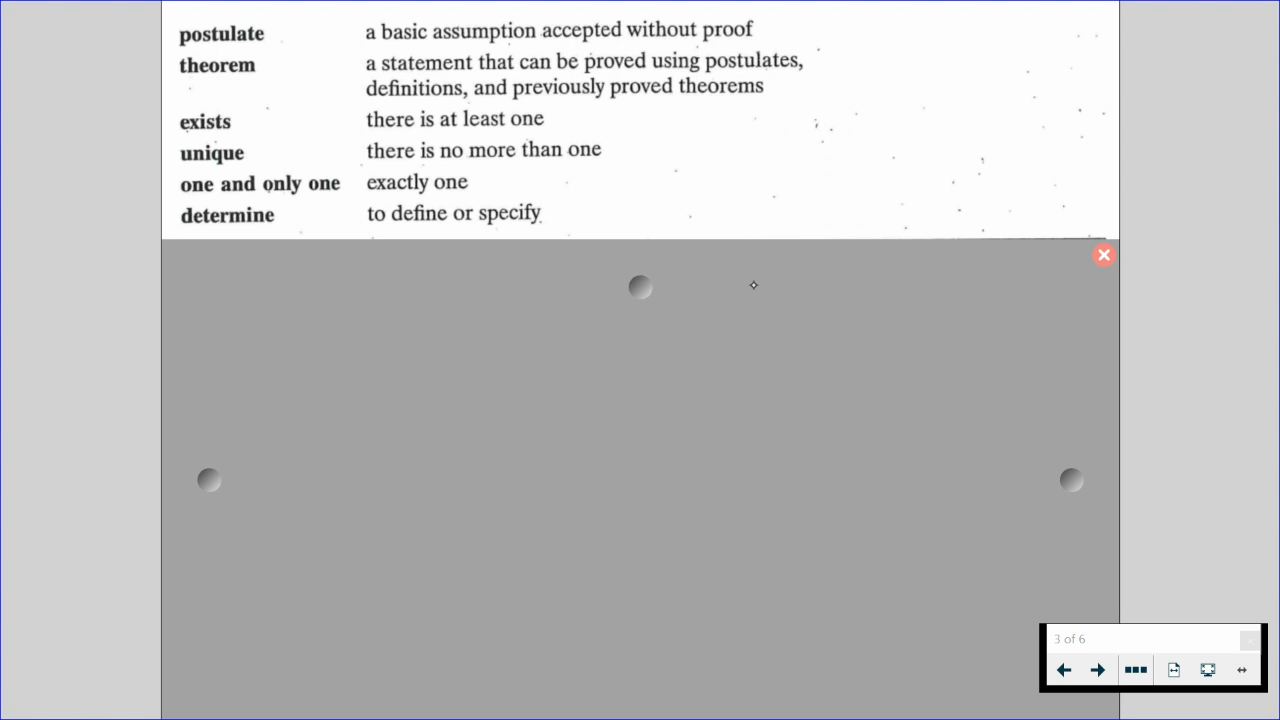 postulate a basic assumption accepted without proof
theorem a statement that can be proved using postulates,
definitions, and previously proved theorems
exists there is at least one
unique there is no more than one
one and only one exactly one
determine to define or specify
3 of 6